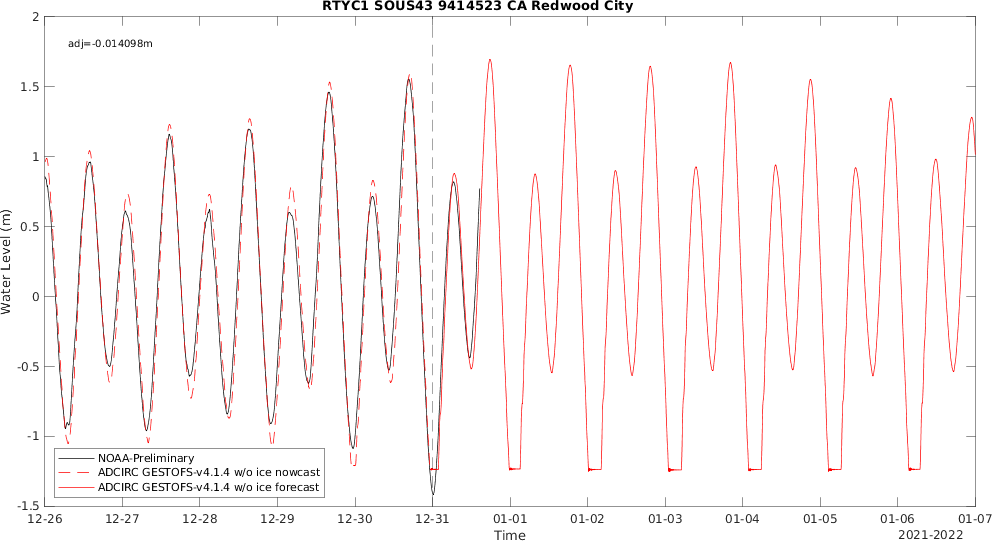 RTYC1 SOUS43 9414523 CA Redwood City
adj=-0.014098m
Water Level (m)
2
1.5
1
0.5
0
-0.5
-1
-1.5
NOAA-Preliminary
ADCIRC GESTOFS-v4.1.4 w/o ice nowcast
ADCIRC GESTOFS-v4.1.4 w/o ice forecast
12-26 12-27 12-28 12-29 12-30 12-31 01-01 01-02 01-03 01-04 01-05 01-06 01-07
Time
2021-2022